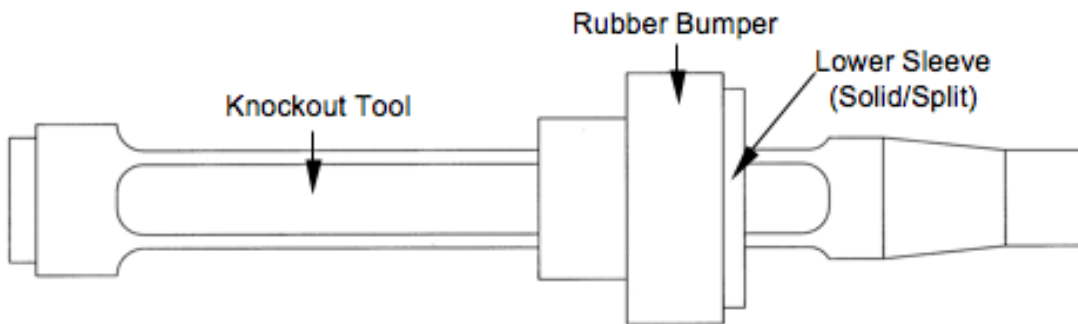 Rubber Bumper
Lower Sleeve
(Solid/Split)
Knockout Tool